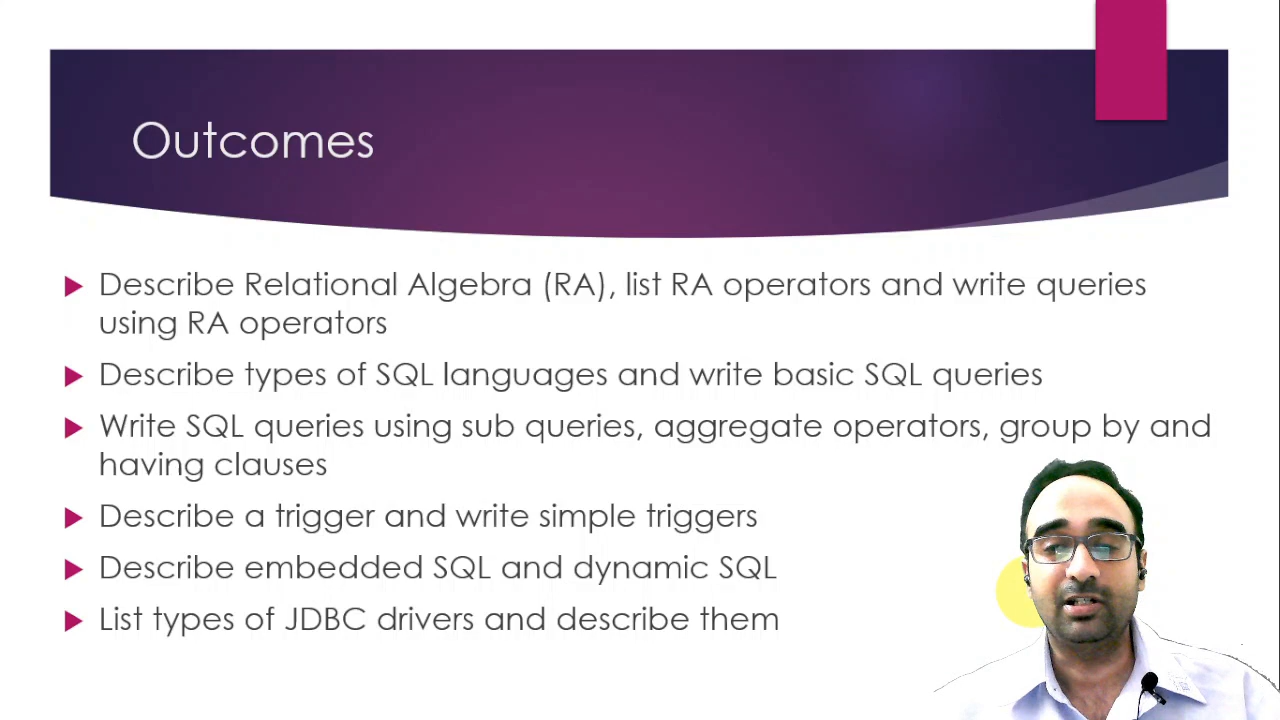 Outcomes
Describe Relational Algebra (RA), list RA operators and write queries
using RA operators
Describe types of SQL languages and write basic SQL queries
Write SQL queries using sub queries, aggregate operators, group by and
having clauses
Describe a trigger and write simple triggers
Describe embedded SQL and dynamic SQL
List types of JDBC drivers and describe them